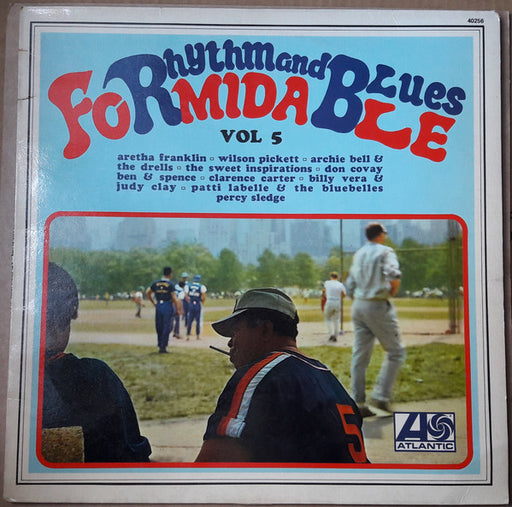 40256
Rhythm and Blues
FoRMIDaBLE
VOL 5
aretha franklin ▫ wilson pickett ▫ archie bell &
the drells ▫ the sweet inspirations ▫ don covay
ben & spence ▫ clarence carter ▫ billy vera &
judy clay ▫ patti labelle & the bluebelles
percy sledge
5
ATLANTIC